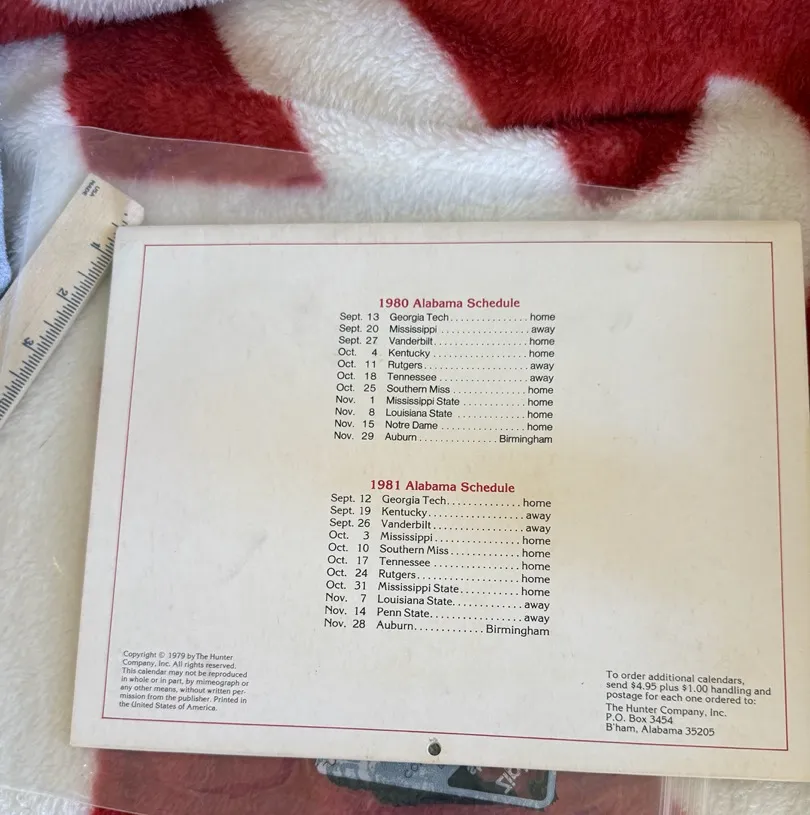 USA
MADE
1
2
3
1980 Alabama Schedule
Sept. 13 Georgia Tech............... home
Sept. 20 Mississippi ................ away
Sept. 27 Vanderbilt................. home
Oct. 4 Kentucky ................. home
Oct. 11 Rutgers................... away
Oct. 18 Tennessee ................ away
Oct. 25 Southern Miss ............. home
Nov. 1 Mississippi State ........... home
Nov. 8 Louisiana State ............ home
Nov. 15 Notre Dame ............... home
Nov. 29 Auburn ............. Birmingham
1981 Alabama Schedule
Sept. 12 Georgia Tech............. home
Sept. 19 Kentucky................. away
Sept. 26 Vanderbilt................ away
Oct. 3 Mississippi............... home
Oct. 10 Southern Miss............. home
Oct. 17 Tennessee ............... home
Oct. 24 Rutgers.................. home
Oct. 31 Mississippi State........... home
Nov. 7 Louisiana State............ away
Nov. 14 Penn State................ away
Nov. 28 Auburn............ Birmingham
Copyright © 1979 by The Hunter
Company, Inc. All rights reserved.
This calendar may not be reproduced
in whole or in part, by mimeograph or
any other means, without written per-
mission from the publisher. Printed in
the United States of America.
To order additional calendars,
send $4.95 plus $1.00 handling and
postage for each one ordered to:
The Hunter Company, Inc.
P.O. Box 3454
B'ham, Alabama 35205